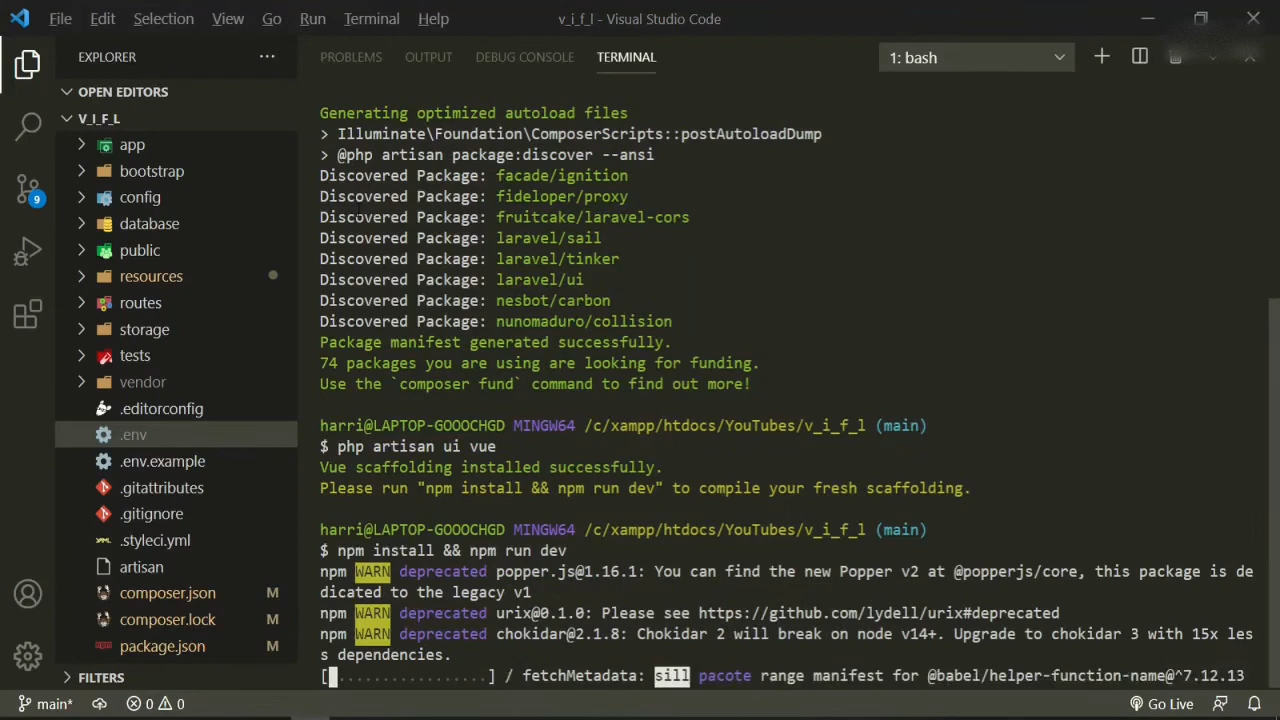 File Edit Selection View Go Run Terminal Help v_i_f_l - Visual Studio Code
EXPLORER ... PROBLEMS OUTPUT DEBUG CONSOLE TERMINAL 1: bash
OPEN EDITORS
V_I_F_L
app
bootstrap
config
database
public
resources
routes
storage
tests
vendor
.editorconfig
.env
.env.example
.gitattributes
.gitignore
.styleci.yml
artisan
composer.json M
composer.lock M
package.json M
FILTERS
9
Generating optimized autoload files
> Illuminate\Foundation\ComposerScripts::postAutoloadDump
> @php artisan package:discover --ansi
Discovered Package: facade/ignition
Discovered Package: fideloper/proxy
Discovered Package: fruitcake/laravel-cors
Discovered Package: laravel/sail
Discovered Package: laravel/tinker
Discovered Package: laravel/ui
Discovered Package: nesbot/carbon
Discovered Package: nunomaduro/collision
Package manifest generated successfully.
74 packages you are using are looking for funding.
Use the `composer fund` command to find out more!
harri@LAPTOP-GOOOCHGD MINGW64 /c/xampp/htdocs/YouTubes/v_i_f_l (main)
$ php artisan ui vue
Vue scaffolding installed successfully.
Please run "npm install && npm run dev" to compile your fresh scaffolding.
harri@LAPTOP-GOOOCHGD MINGW64 /c/xampp/htdocs/YouTubes/v_i_f_l (main)
$ npm install && npm run dev
npm WARN deprecated popper.js@1.16.1: You can find the new Popper v2 at @popperjs/core, this package is de
dicated to the legacy v1
npm WARN deprecated urix@0.1.0: Please see https://github.com/lydell/urix#deprecated
npm WARN deprecated chokidar@2.1.8: Chokidar 2 will break on node v14+. Upgrade to chokidar 3 with 15x les
s dependencies.
[ .................] / fetchMetadata: sill pacote range manifest for @babel/helper-function-name@^7.12.13
main* 0 0 Go Live